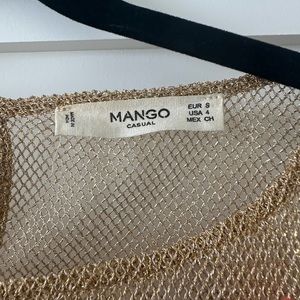 MANGO
CASUAL
EUR S
USA 4
MEX CH